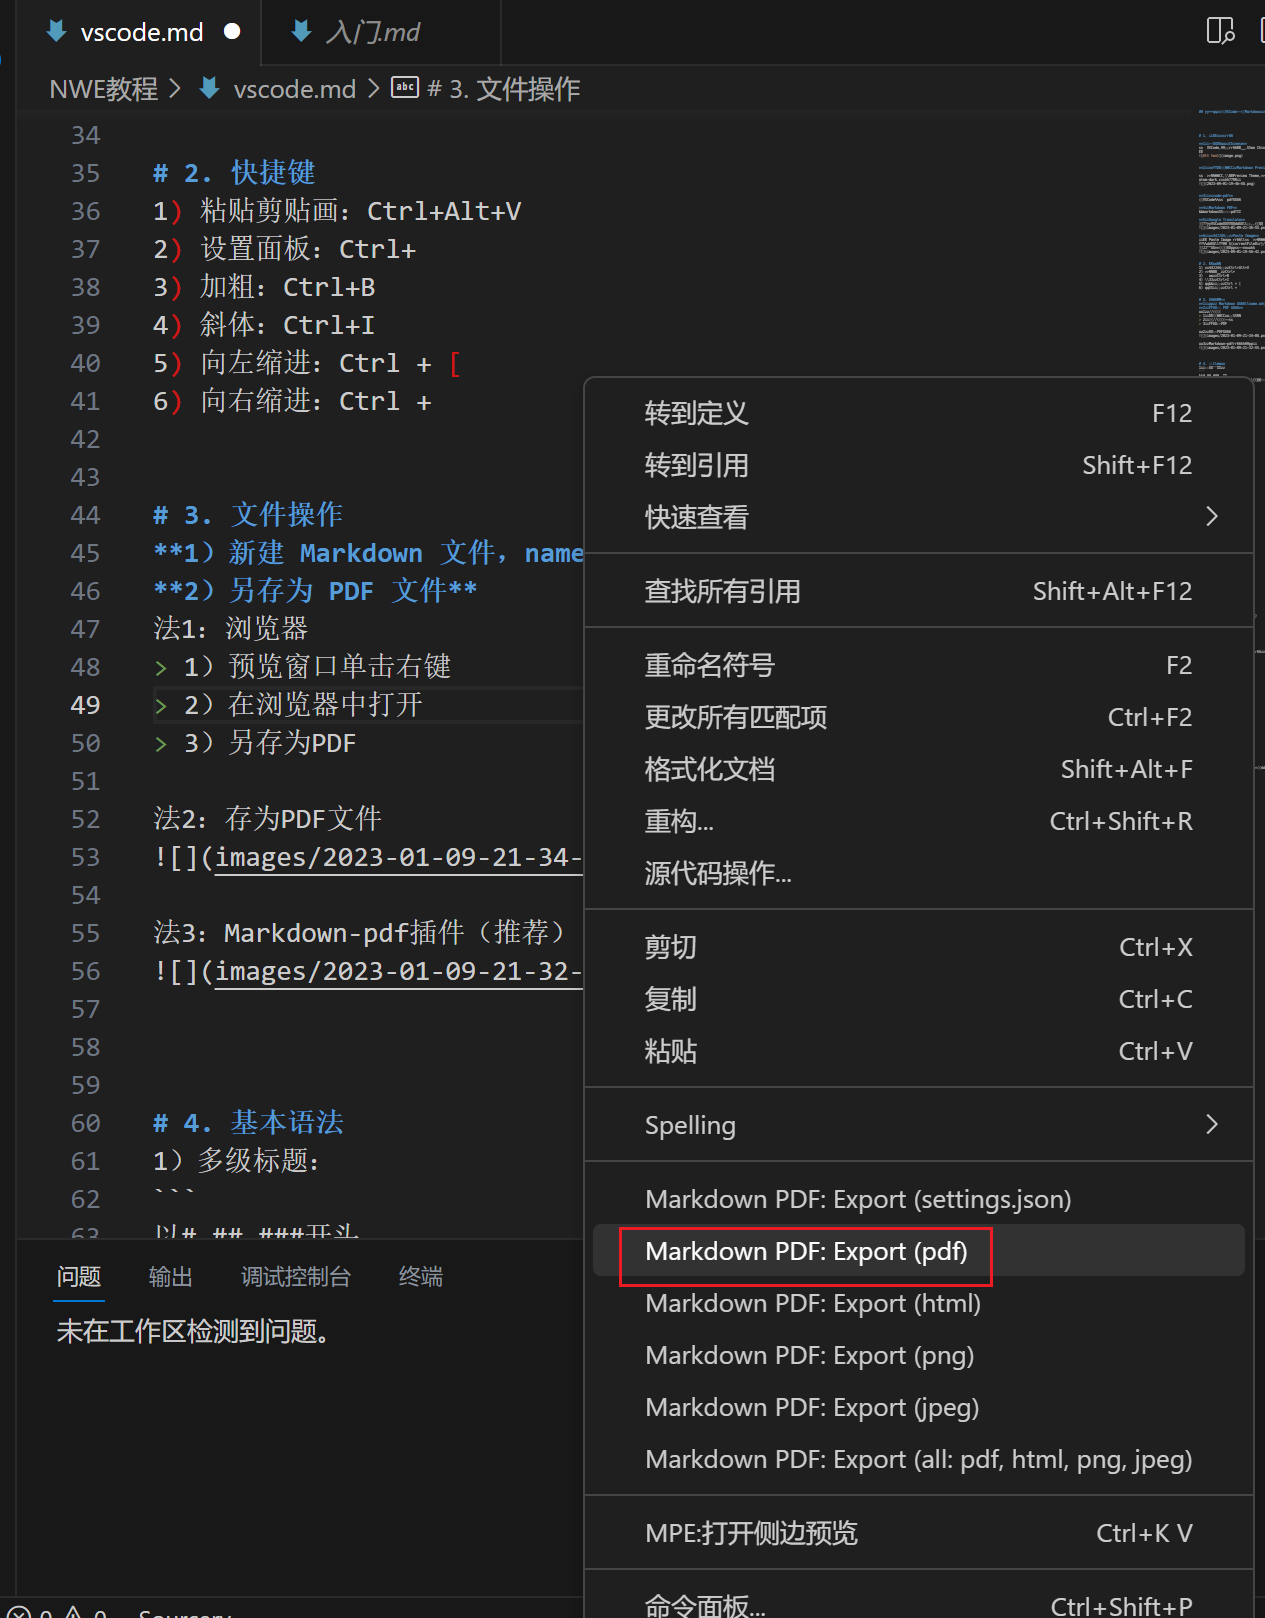 vscode.md
入门.md
NWE教程 > vscode.md > # 3. 文件操作
34
35 # 2. 快捷键
36 1) 粘贴剪贴画：Ctrl+Alt+V
37 2) 设置面板：Ctrl+
38 3) 加粗：Ctrl+B
39 4) 斜体：Ctrl+I
40 5) 向左缩进：Ctrl + [
41 6) 向右缩进：Ctrl +
42
43
44 # 3. 文件操作
45 **1）新建 Markdown 文件，name
46 **2）另存为 PDF 文件**
47 法1：浏览器
48 > 1）预览窗口单击右键
49 > 2）在浏览器中打开
50 > 3）另存为PDF
51
52 法2：存为PDF文件
53 ![](images/2023-01-09-21-34-
54
55 法3：Markdown-pdf插件（推荐）
56 ![](images/2023-01-09-21-32-
57
58
59
60 # 4. 基本语法
61 1）多级标题：
62 ```
63 以# ## ###开头
转到定义 F12
转到引用 Shift+F12
快速查看
查找所有引用 Shift+Alt+F12
重命名符号 F2
更改所有匹配项 Ctrl+F2
格式化文档 Shift+Alt+F
重构... Ctrl+Shift+R
源代码操作...
剪切 Ctrl+X
复制 Ctrl+C
粘贴 Ctrl+V
Spelling
Markdown PDF: Export (settings.json)
Markdown PDF: Export (pdf)
Markdown PDF: Export (html)
Markdown PDF: Export (png)
Markdown PDF: Export (jpeg)
Markdown PDF: Export (all: pdf, html, png, jpeg)
MPE:打开侧边预览 Ctrl+K V
命令面板... Ctrl+Shift+P
问题 输出 调试控制台 终端
未在工作区检测到问题。
0 0 Sourcery